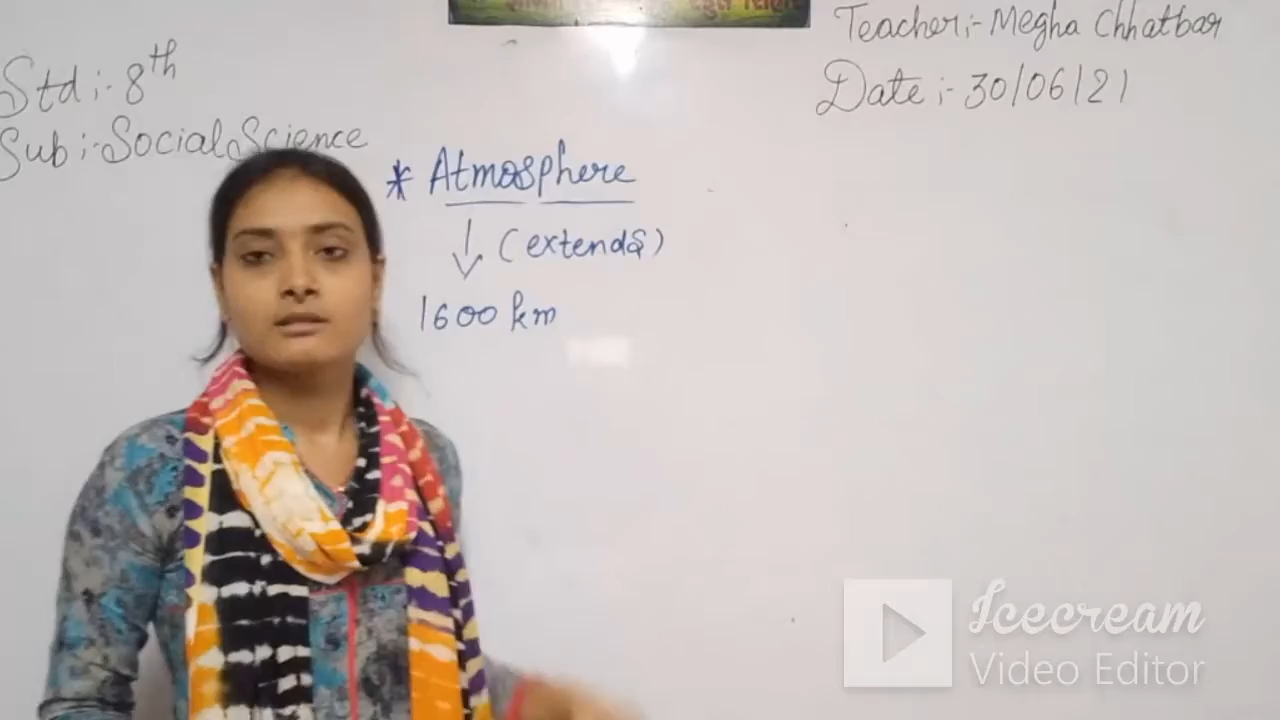 Teacher:- Megha Chhatbar
Date:- 30/06/21
Std:- 8th
Sub:- Social Science
* Atmosphere
(extends)
1600 km
Icecream
Video Editor